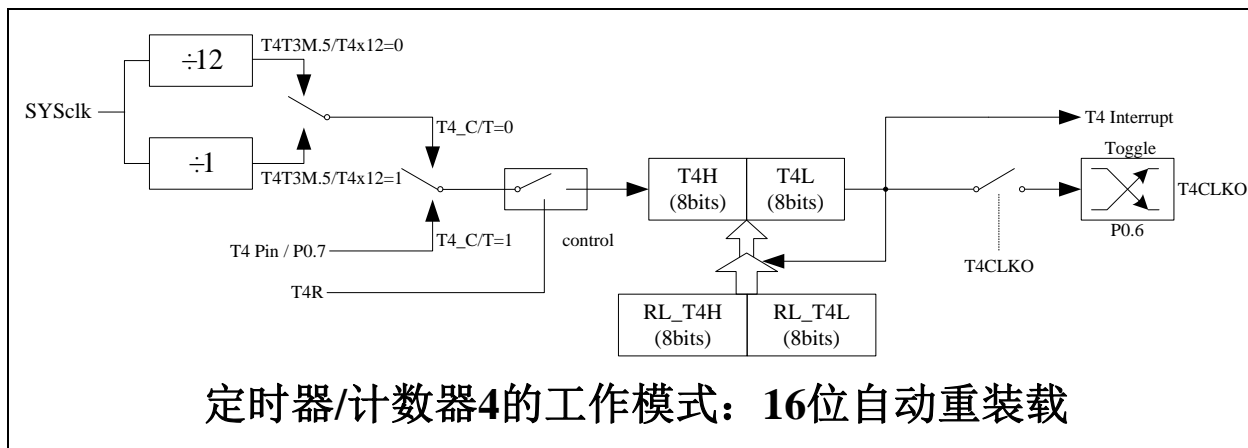 ÷12
T4T3M.5/T4x12=0
SYSclk
T4_C/T=0
÷1
T4T3M.5/T4x12=1
T4 Pin / P0.7
T4_C/T=1
control
T4R
T4H
(8bits)
T4L
(8bits)
RL_T4H
(8bits)
RL_T4L
(8bits)
T4 Interrupt
Toggle
T4CLKO
P0.6
T4CLKO
定时器/计数器4的工作模式：16位自动重装载